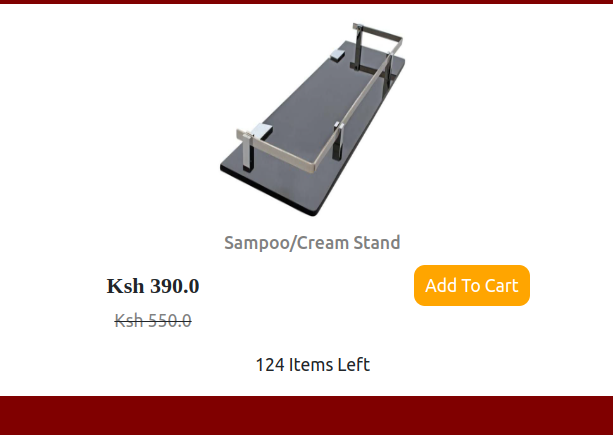 Sampoo/Cream Stand
Ksh 390.0
Add To Cart
Ksh 550.0
124 Items Left